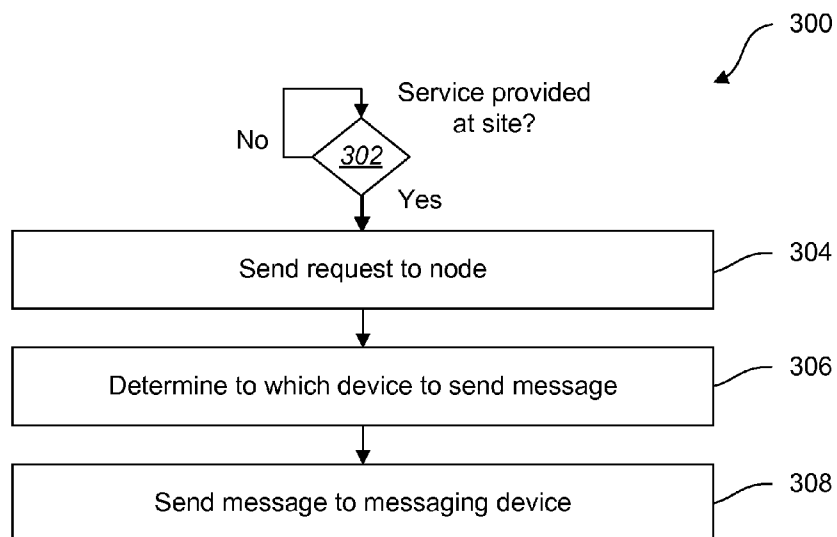 300
Service provided
at site?
No
302
Yes
Send request to node
304
Determine to which device to send message
306
Send message to messaging device
308